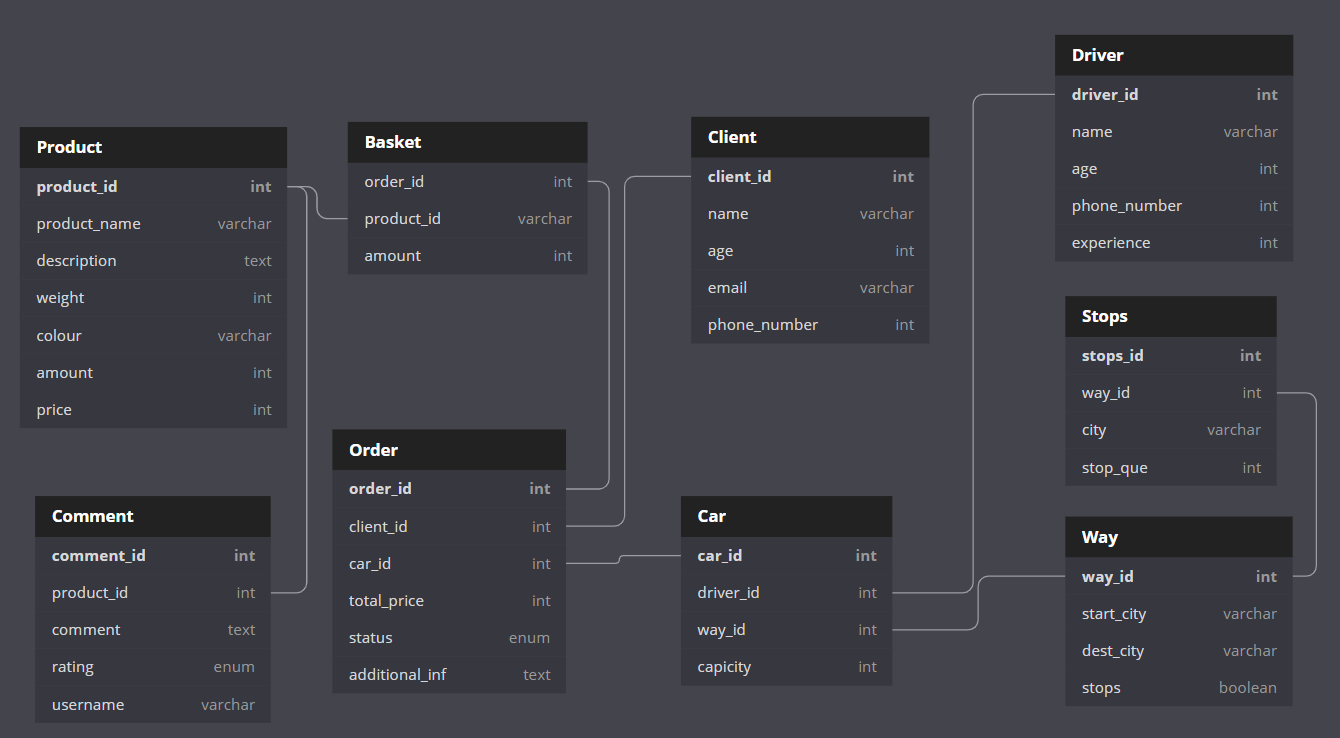 Product
product_id int
product_name varchar
description text
weight int
colour varchar
amount int
price int
Basket
order_id int
product_id varchar
amount int
Client
client_id int
name varchar
age int
email varchar
phone_number int
Driver
driver_id int
name varchar
age int
phone_number int
experience int
Stops
stops_id int
way_id int
city varchar
stop_que int
Comment
comment_id int
product_id int
comment text
rating enum
username varchar
Order
order_id int
client_id int
car_id int
total_price int
status enum
additional_inf text
Car
car_id int
driver_id int
way_id int
capicity int
Way
way_id int
start_city varchar
dest_city varchar
stops boolean